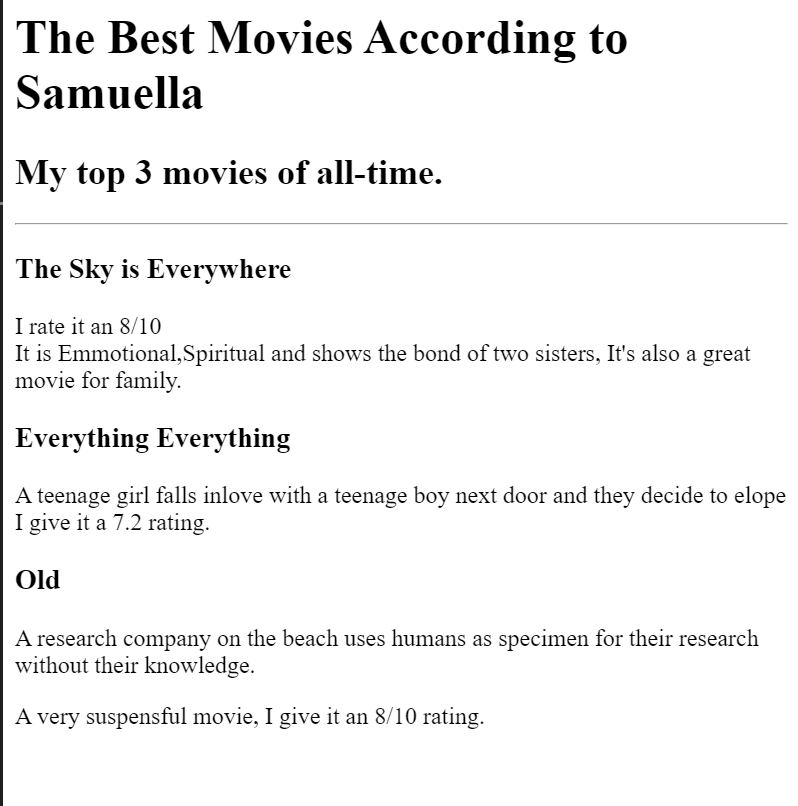 The Best Movies According to
Samuella
My top 3 movies of all-time.
The Sky is Everywhere
I rate it an 8/10
It is Emmotional,Spiritual and shows the bond of two sisters, It's also a great
movie for family.
Everything Everything
A teenage girl falls inlove with a teenage boy next door and they decide to elope
I give it a 7.2 rating.
Old
A research company on the beach uses humans as specimen for their research
without their knowledge.
A very suspensful movie, I give it an 8/10 rating.